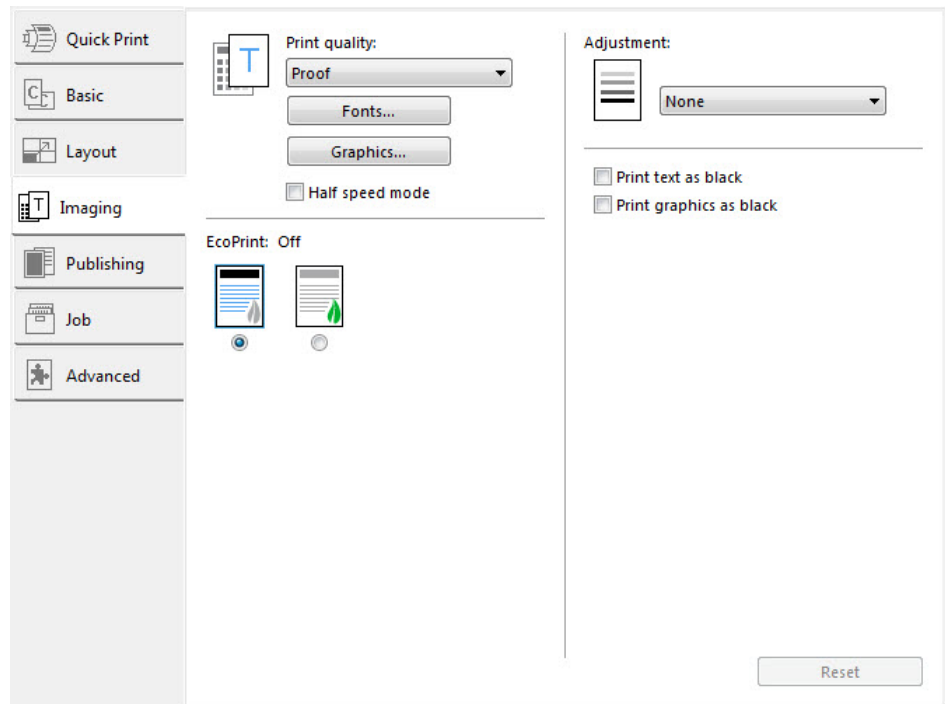 Quick Print
Basic
Layout
Imaging
Publishing
Job
Advanced
Print quality:
Proof
Fonts...
Graphics...
Half speed mode
EcoPrint: Off
Adjustment:
None
Print text as black
Print graphics as black
Reset